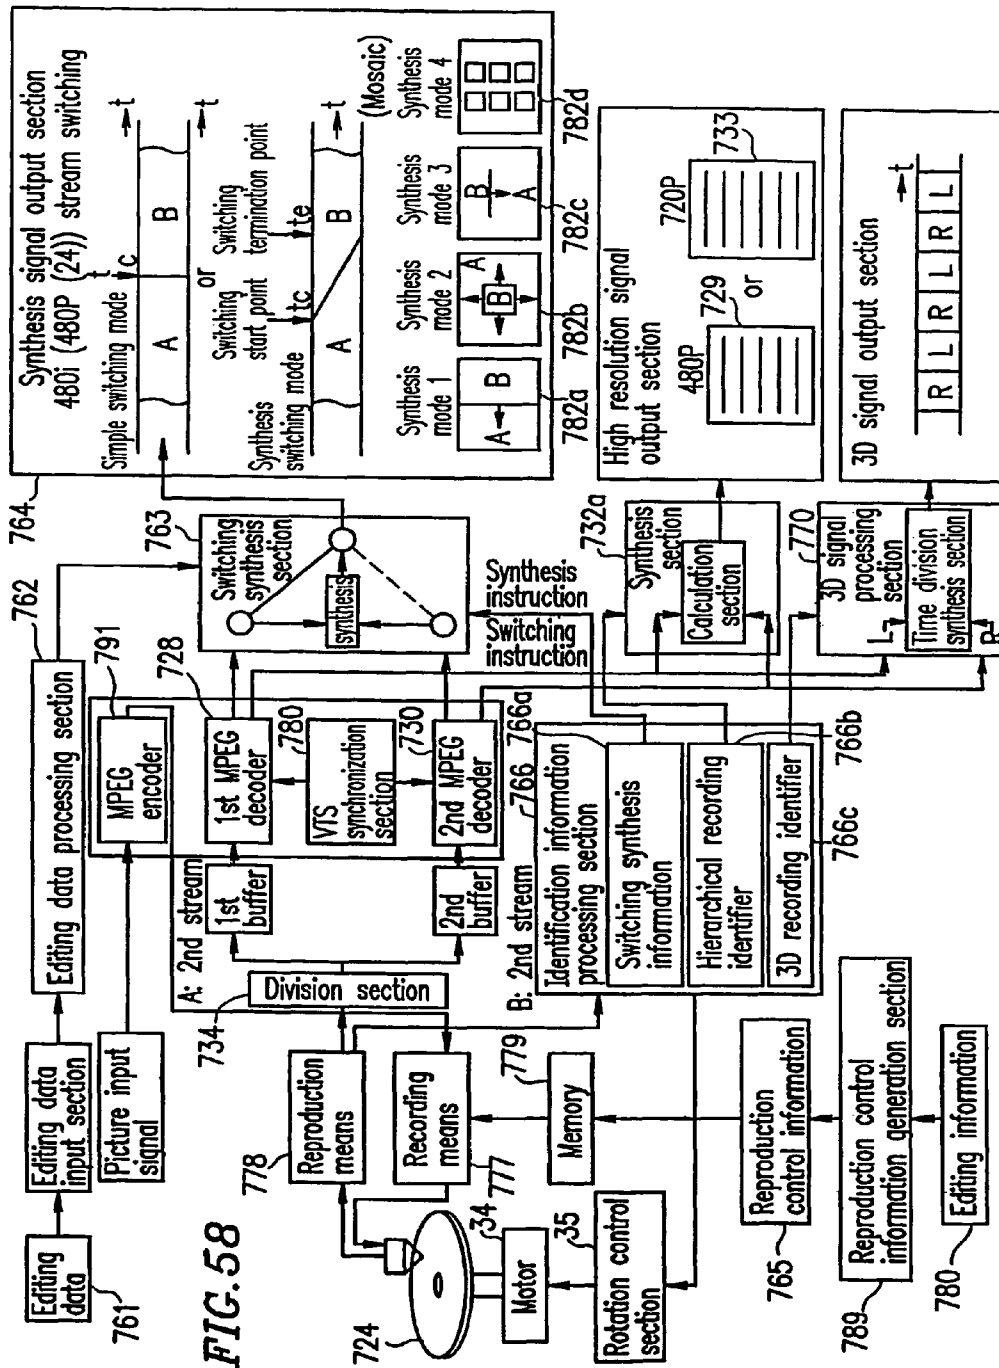 FIG.58
Editing
data
761
Editing data
input section
Editing data processing section
762
Picture input
signal
MPEG
encoder
791
A: 2nd stream
1st
buffer
1st MPEG
decoder
728
VTS
synchronization
section
780
2nd
buffer
2nd MPEG
decoder
730
Division section
734
Reproduction
means
778
Recording
means
777
724
Motor
34
Rotation control
section
35
Memory
779
Reproduction
control information
765
Reproduction control
information generation section
789
Editing information
780
B: 2nd stream
Identification information
processing section
766
Switching synthesis
information
766a
Hierarchical recording
identifier
766b
3D recording identifier
766c
Switching
synthesis
section
763
synthesis
Synthesis
instruction
Switching
instruction
Synthesis
section
732a
Calculation
section
3D signal
processing
section
770
L
Time division
synthesis section
R
764
Synthesis signal output section
480i (480P (24)) stream switching
Simple switching mode
t
c
t
A
B
t
or
Switching
start point
Switching
termination point
Synthesis
switching mode
tc
te
A
B
t
(Mosaic)
Synthesis
mode 1
Synthesis
mode 2
Synthesis
mode 3
Synthesis
mode 4
A
B
B
A
B
A
782a
782b
782c
782d
High resolution signal
output section
480P
729
or
720P
733
3D signal output section
t
R
L
R
L
R
L